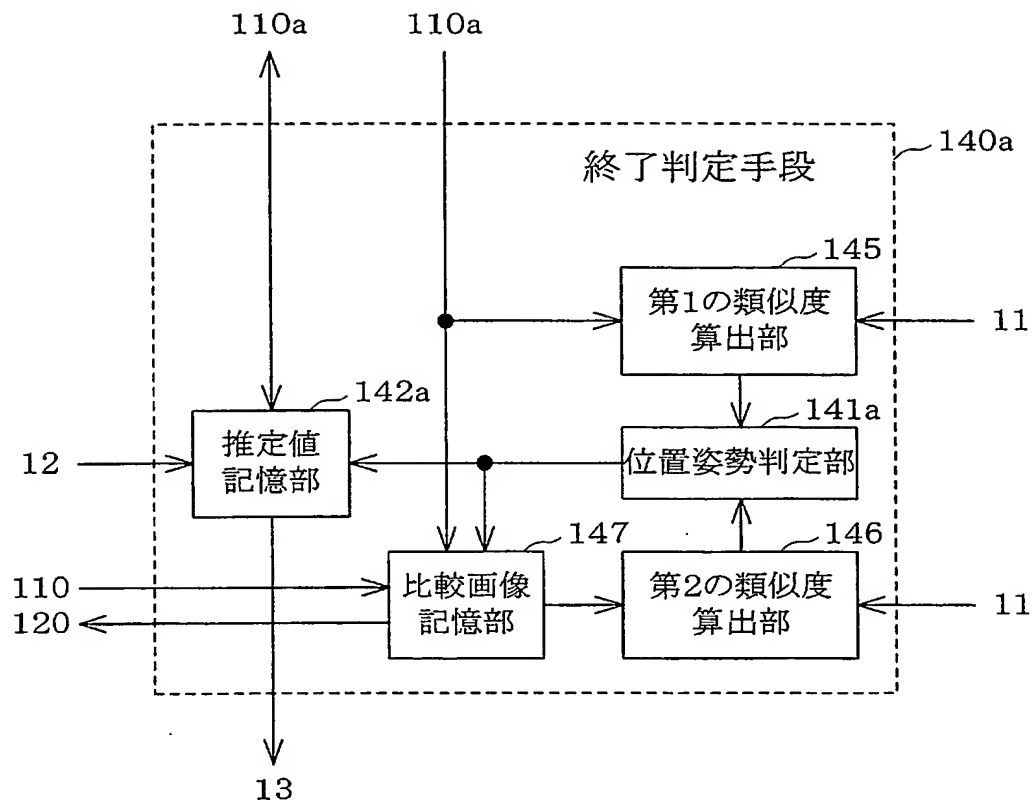 110a
110a
140a
終了判定手段
145
第1の類似度
算出部
11
142a
推定値
記憶部
12
141a
位置姿勢判定部
147
比較画像
記憶部
110
120
146
第2の類似度
算出部
11
13